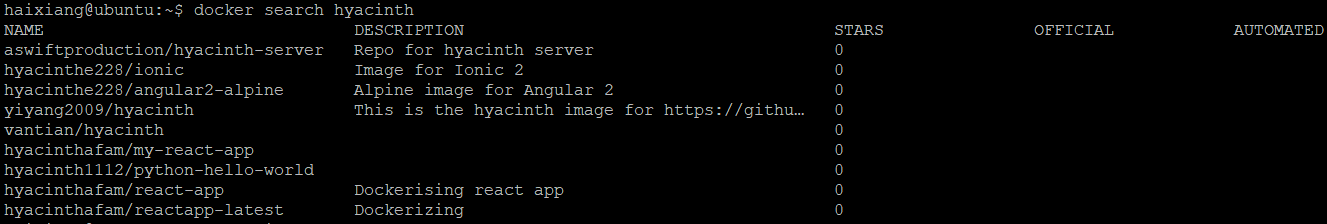 haixiang@ubuntu:~$ docker search hyacinth
NAME DESCRIPTION STARS OFFICIAL AUTOMATED
aswiftproduction/hyacinth-server Repo for hyacinth server 0
hyacinthe228/ionic Image for Ionic 2 0
hyacinthe228/angular2-alpine Alpine image for Angular 2 0
yiyang2009/hyacinth This is the hyacinth image for https://githu… 0
vantian/hyacinth 0
hyacinthafam/my-react-app 0
hyacinth1112/python-hello-world 0
hyacinthafam/react-app Dockerising react app 0
hyacinthafam/reactapp-latest Dockerizing 0